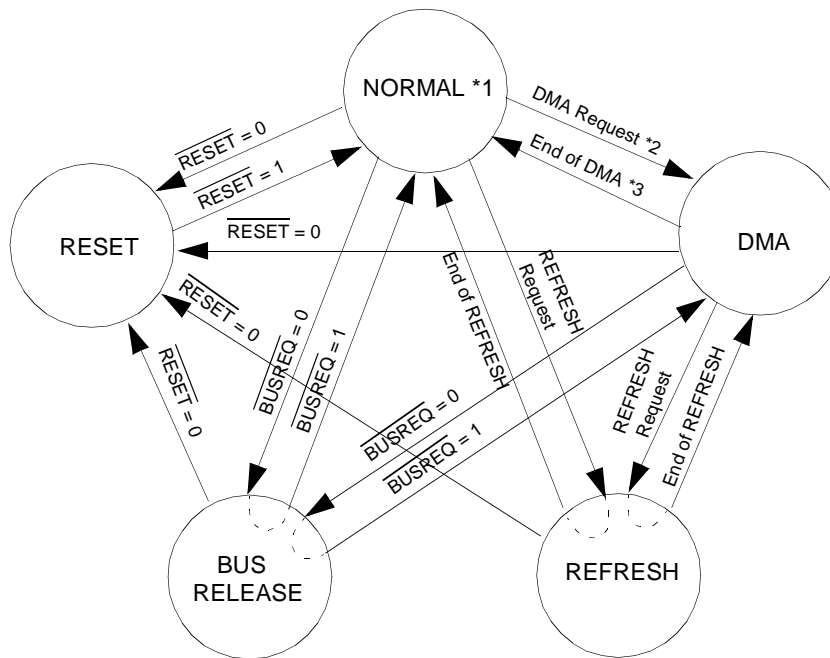 NORMAL *1
DMA Request *2
End of DMA *3
RESET = 0
RESET = 1
RESET
RESET = 0
DMA
RESET = 0
End of REFRESH
REFRESH
Request
RESET = 0
BUSREQ = 0
BUSREQ = 1
BUSREQ = 0
BUSREQ = 1
REFRESH
Request
End of REFRESH
BUS
RELEASE
REFRESH